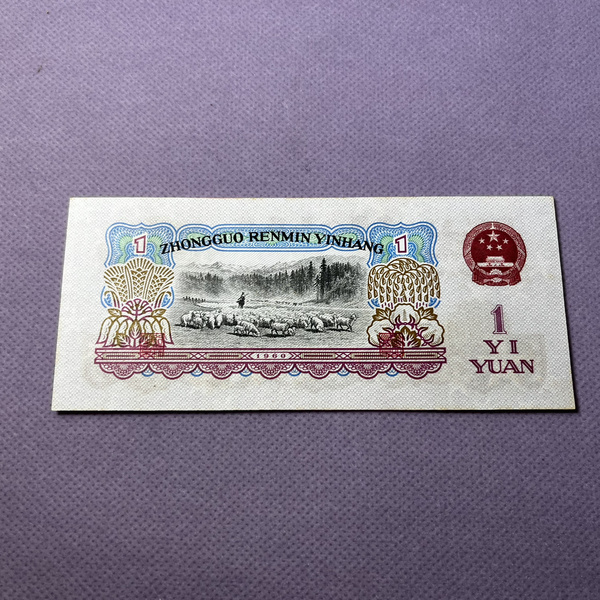 1 ZHONGGUO RENMIN YINHANG 1
1960
1
YI
YUAN